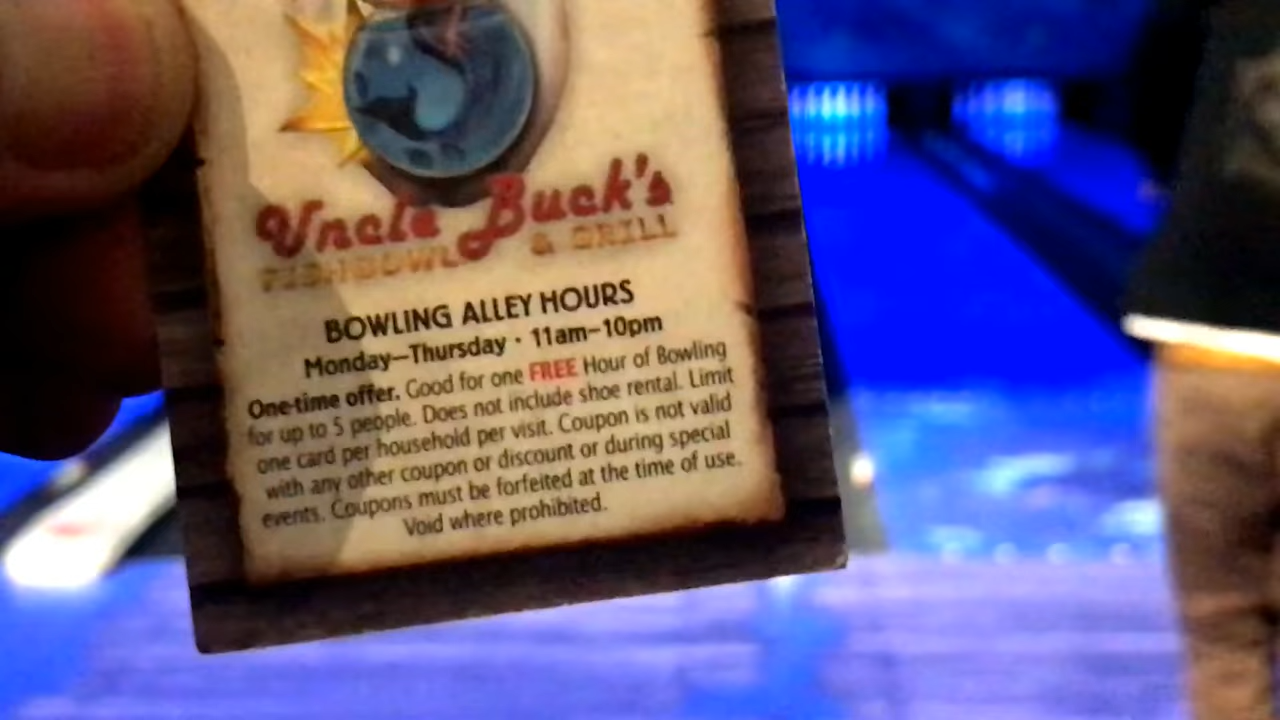 Uncle Buck's
FISHBOWL & GRILL
BOWLING ALLEY HOURS
Monday–Thursday · 11am–10pm
One-time offer. Good for one FREE Hour of Bowling
for up to 5 people. Does not include shoe rental. Limit
one card per household per visit. Coupon is not valid
with any other coupon or discount or during special
events. Coupons must be forfeited at the time of use.
Void where prohibited.